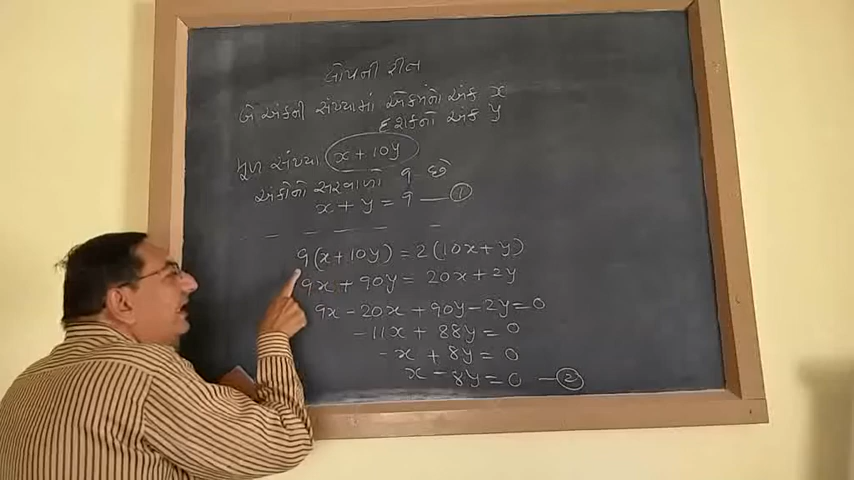 લોપની રીત
બે અંકની સંખ્યામાં એકમનો અંક x
દશકનો અંક y
મૂળ સંખ્યા x + 10y
અંકોનો સરવાળો 9 છે
x + y = 9 — ①
9(x + 10y) = 2(10x + y)
9x + 90y = 20x + 2y
9x - 20x + 90y - 2y = 0
-11x + 88y = 0
-x + 8y = 0
x - 8y = 0 — ②